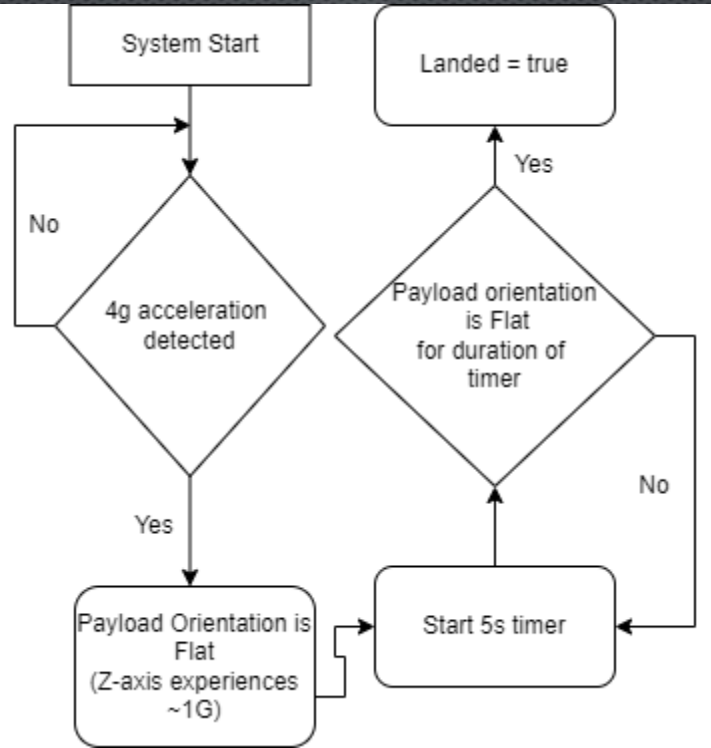 System Start
No
4g acceleration
detected
Yes
Payload Orientation is
Flat
(Z-axis experiences
~1G)
Start 5s timer
Payload orientation
is Flat
for duration of
timer
No
Yes
Landed = true